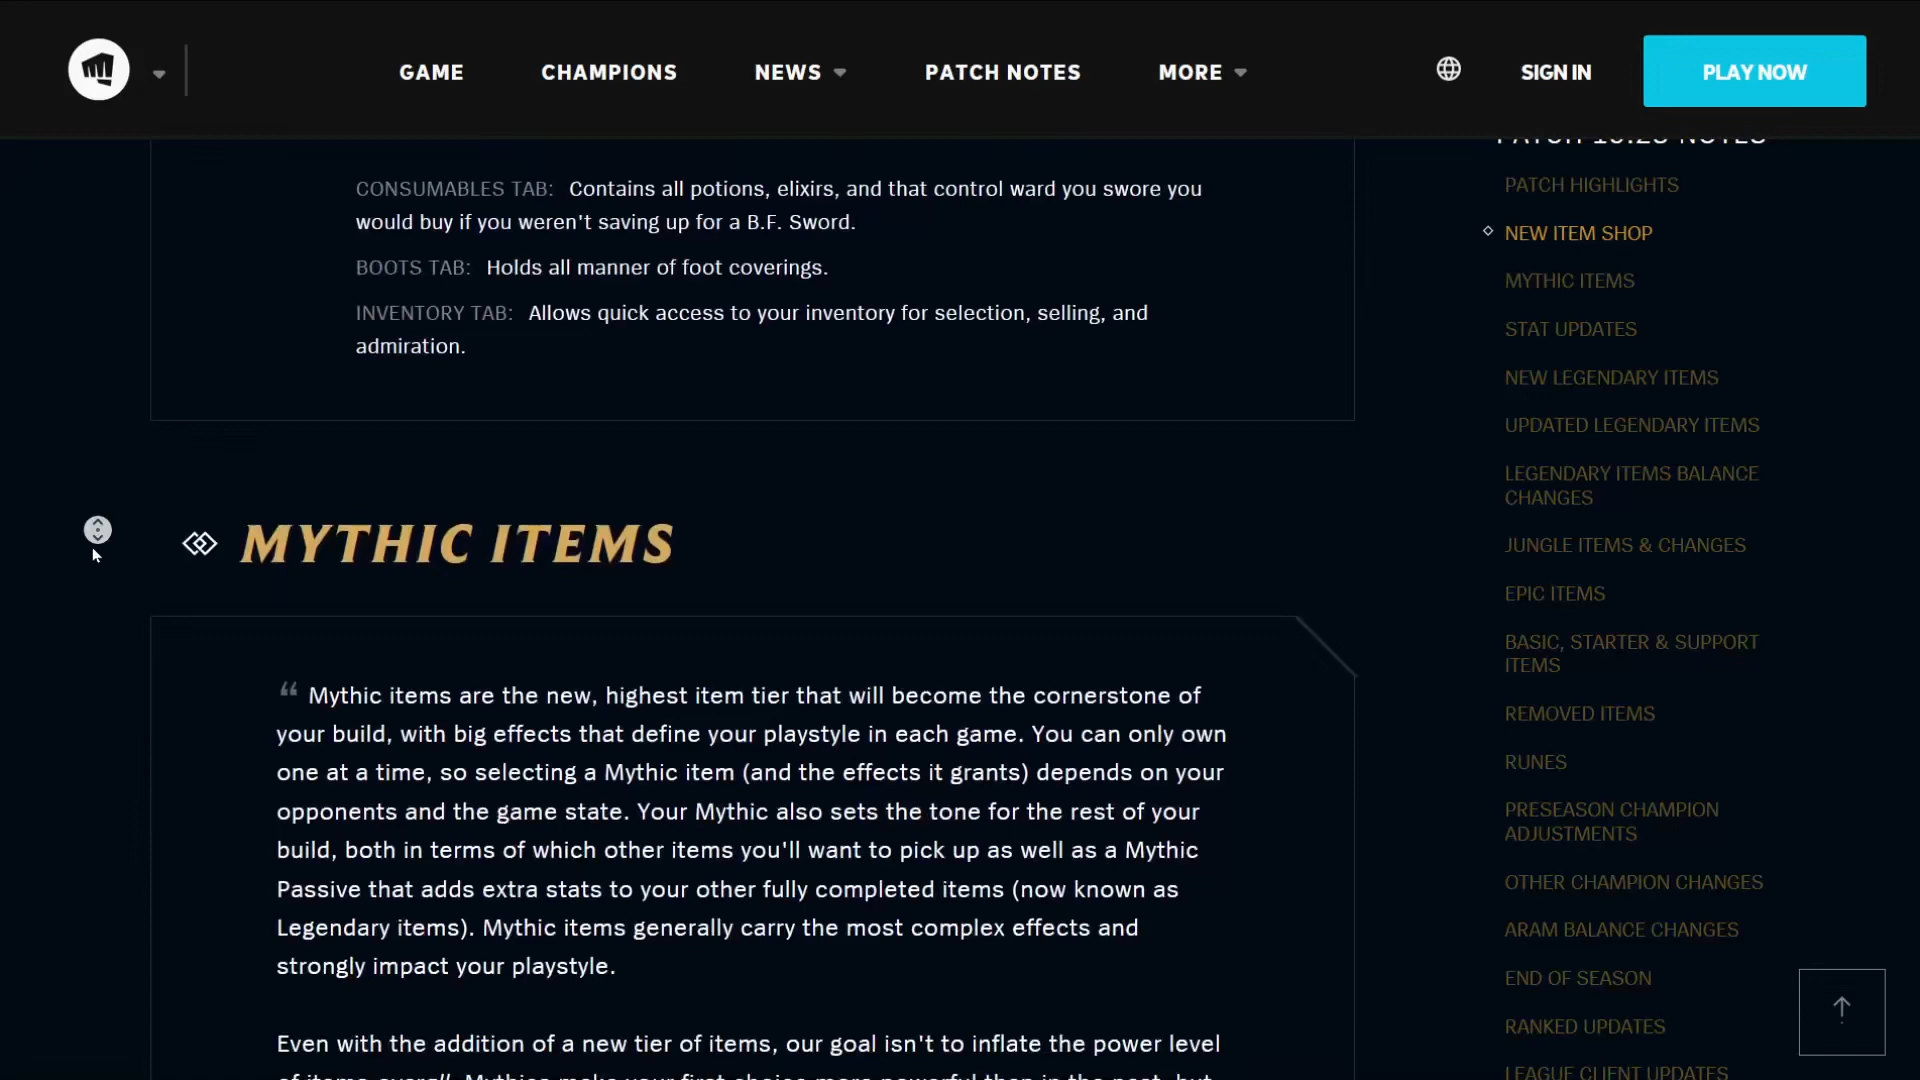 GAME
CHAMPIONS
NEWS
PATCH NOTES
MORE
SIGN IN
PLAY NOW
CONSUMABLES TAB: Contains all potions, elixirs, and that control ward you swore you
would buy if you weren't saving up for a B.F. Sword.
BOOTS TAB: Holds all manner of foot coverings.
INVENTORY TAB: Allows quick access to your inventory for selection, selling, and
admiration.
MYTHIC ITEMS
“ Mythic items are the new, highest item tier that will become the cornerstone of
your build, with big effects that define your playstyle in each game. You can only own
one at a time, so selecting a Mythic item (and the effects it grants) depends on your
opponents and the game state. Your Mythic also sets the tone for the rest of your
build, both in terms of which other items you'll want to pick up as well as a Mythic
Passive that adds extra stats to your other fully completed items (now known as
Legendary items). Mythic items generally carry the most complex effects and
strongly impact your playstyle.
Even with the addition of a new tier of items, our goal isn't to inflate the power level
PATCH HIGHLIGHTS
NEW ITEM SHOP
MYTHIC ITEMS
STAT UPDATES
NEW LEGENDARY ITEMS
UPDATED LEGENDARY ITEMS
LEGENDARY ITEMS BALANCE
CHANGES
JUNGLE ITEMS & CHANGES
EPIC ITEMS
BASIC, STARTER & SUPPORT
ITEMS
REMOVED ITEMS
RUNES
PRESEASON CHAMPION
ADJUSTMENTS
OTHER CHAMPION CHANGES
ARAM BALANCE CHANGES
END OF SEASON
RANKED UPDATES
LEAGUE CLIENT UPDATES